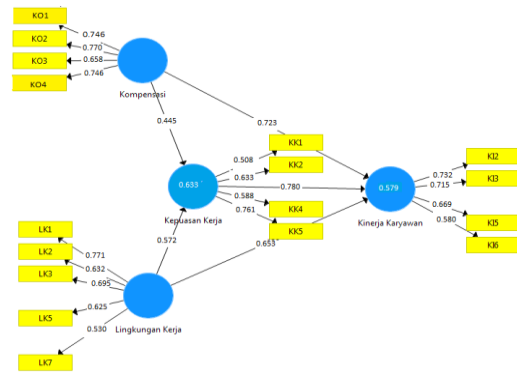 KO1
0.746
KO2
0.770
KO3
0.658
KO4
0.746
Kompensasi
0.445
0.723
KK1
0.508
KK2
0.633
0.633
0.780
0.588
KK4
0.761
KK5
Kepuasan Kerja
0.579
Kinerja Karyawan
0.732
KI2
0.715
KI3
0.669
KI5
0.580
KI6
0.572
0.653
LK1
0.771
LK2
0.632
LK3
0.695
LK5
0.625
LK7
0.530
Lingkungan Kerja